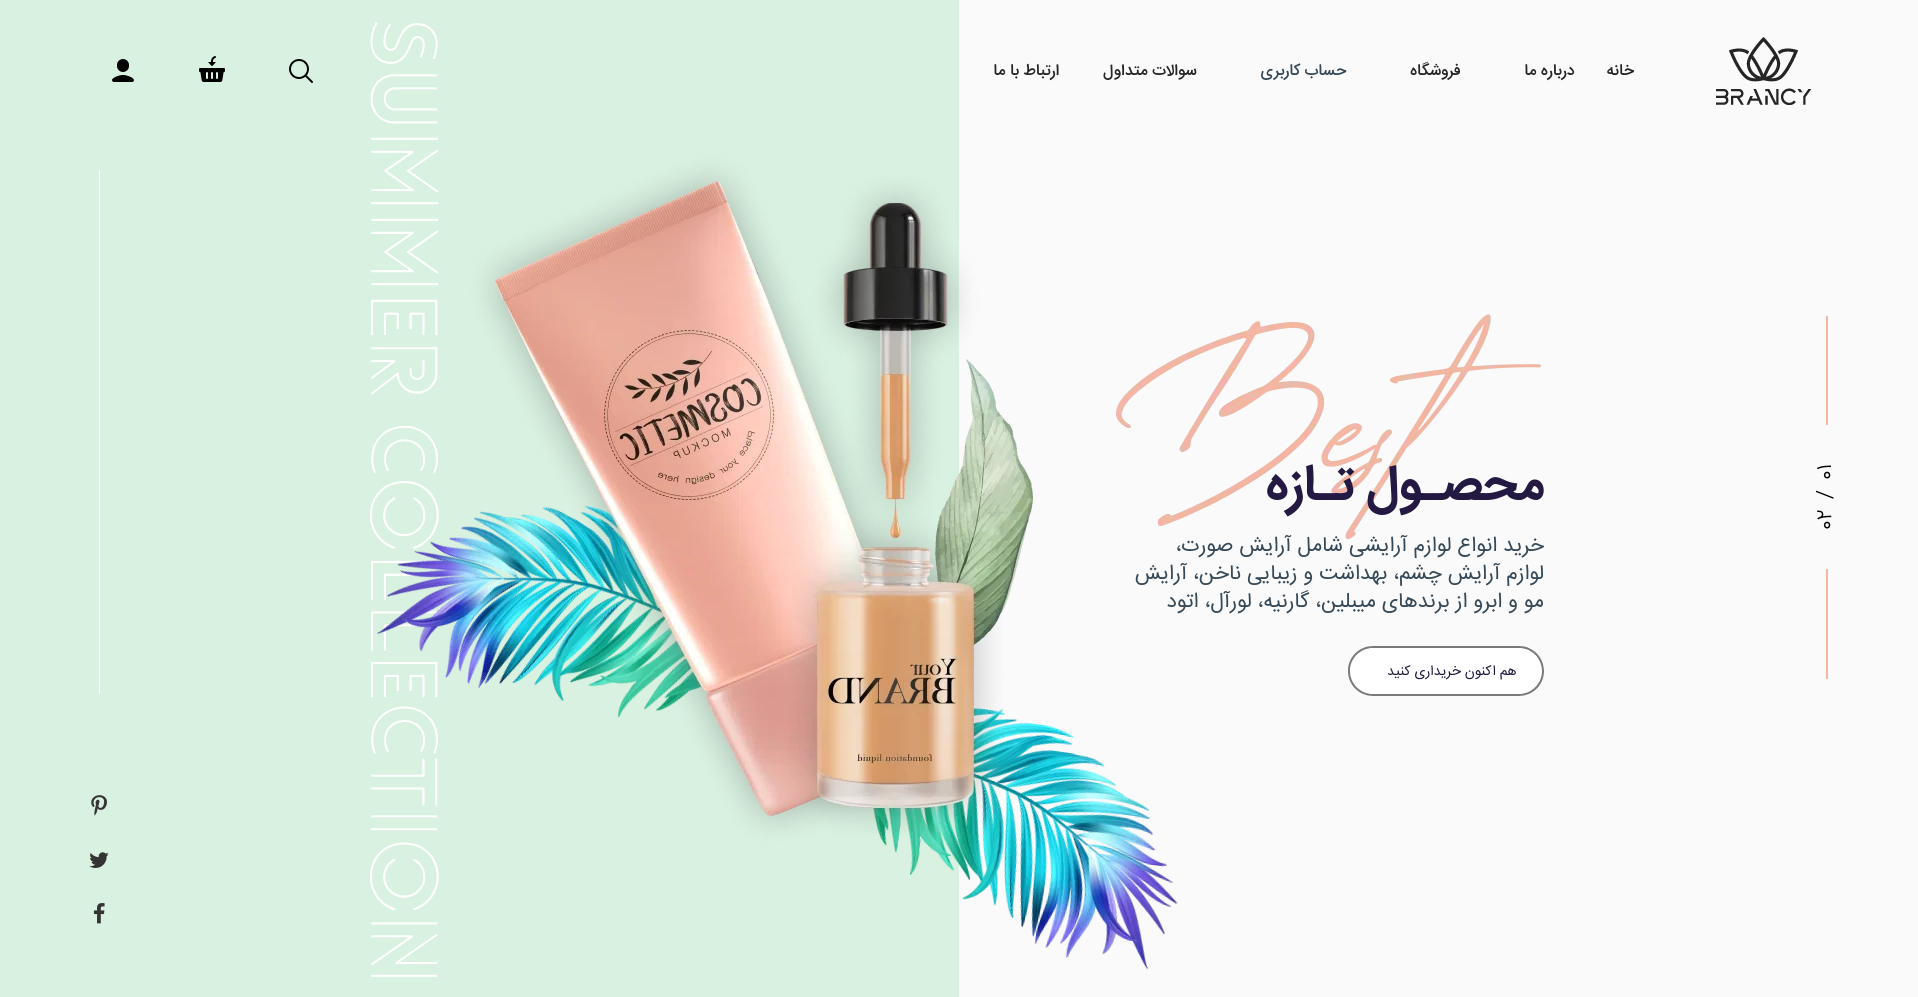 BRANCY
خانه
درباره ما
فروشگاه
حساب کاربری
سوالات متداول
ارتباط با ما
SUMMER COLLECTION
Best
محصـول تـازه
خرید انواع لوازم آرایشی شامل آرایش صورت،
لوازم آرایش چشم، بهداشت و زیبایی ناخن، آرایش
مو و ابرو از برندهای میبلین، گارنیه، لورآل، اتود
هم اکنون خریداری کنید
۰۱ / ۰۲
COSMETIC
MOCKUP
Place your design here
Your
BRAND
foundation liquid